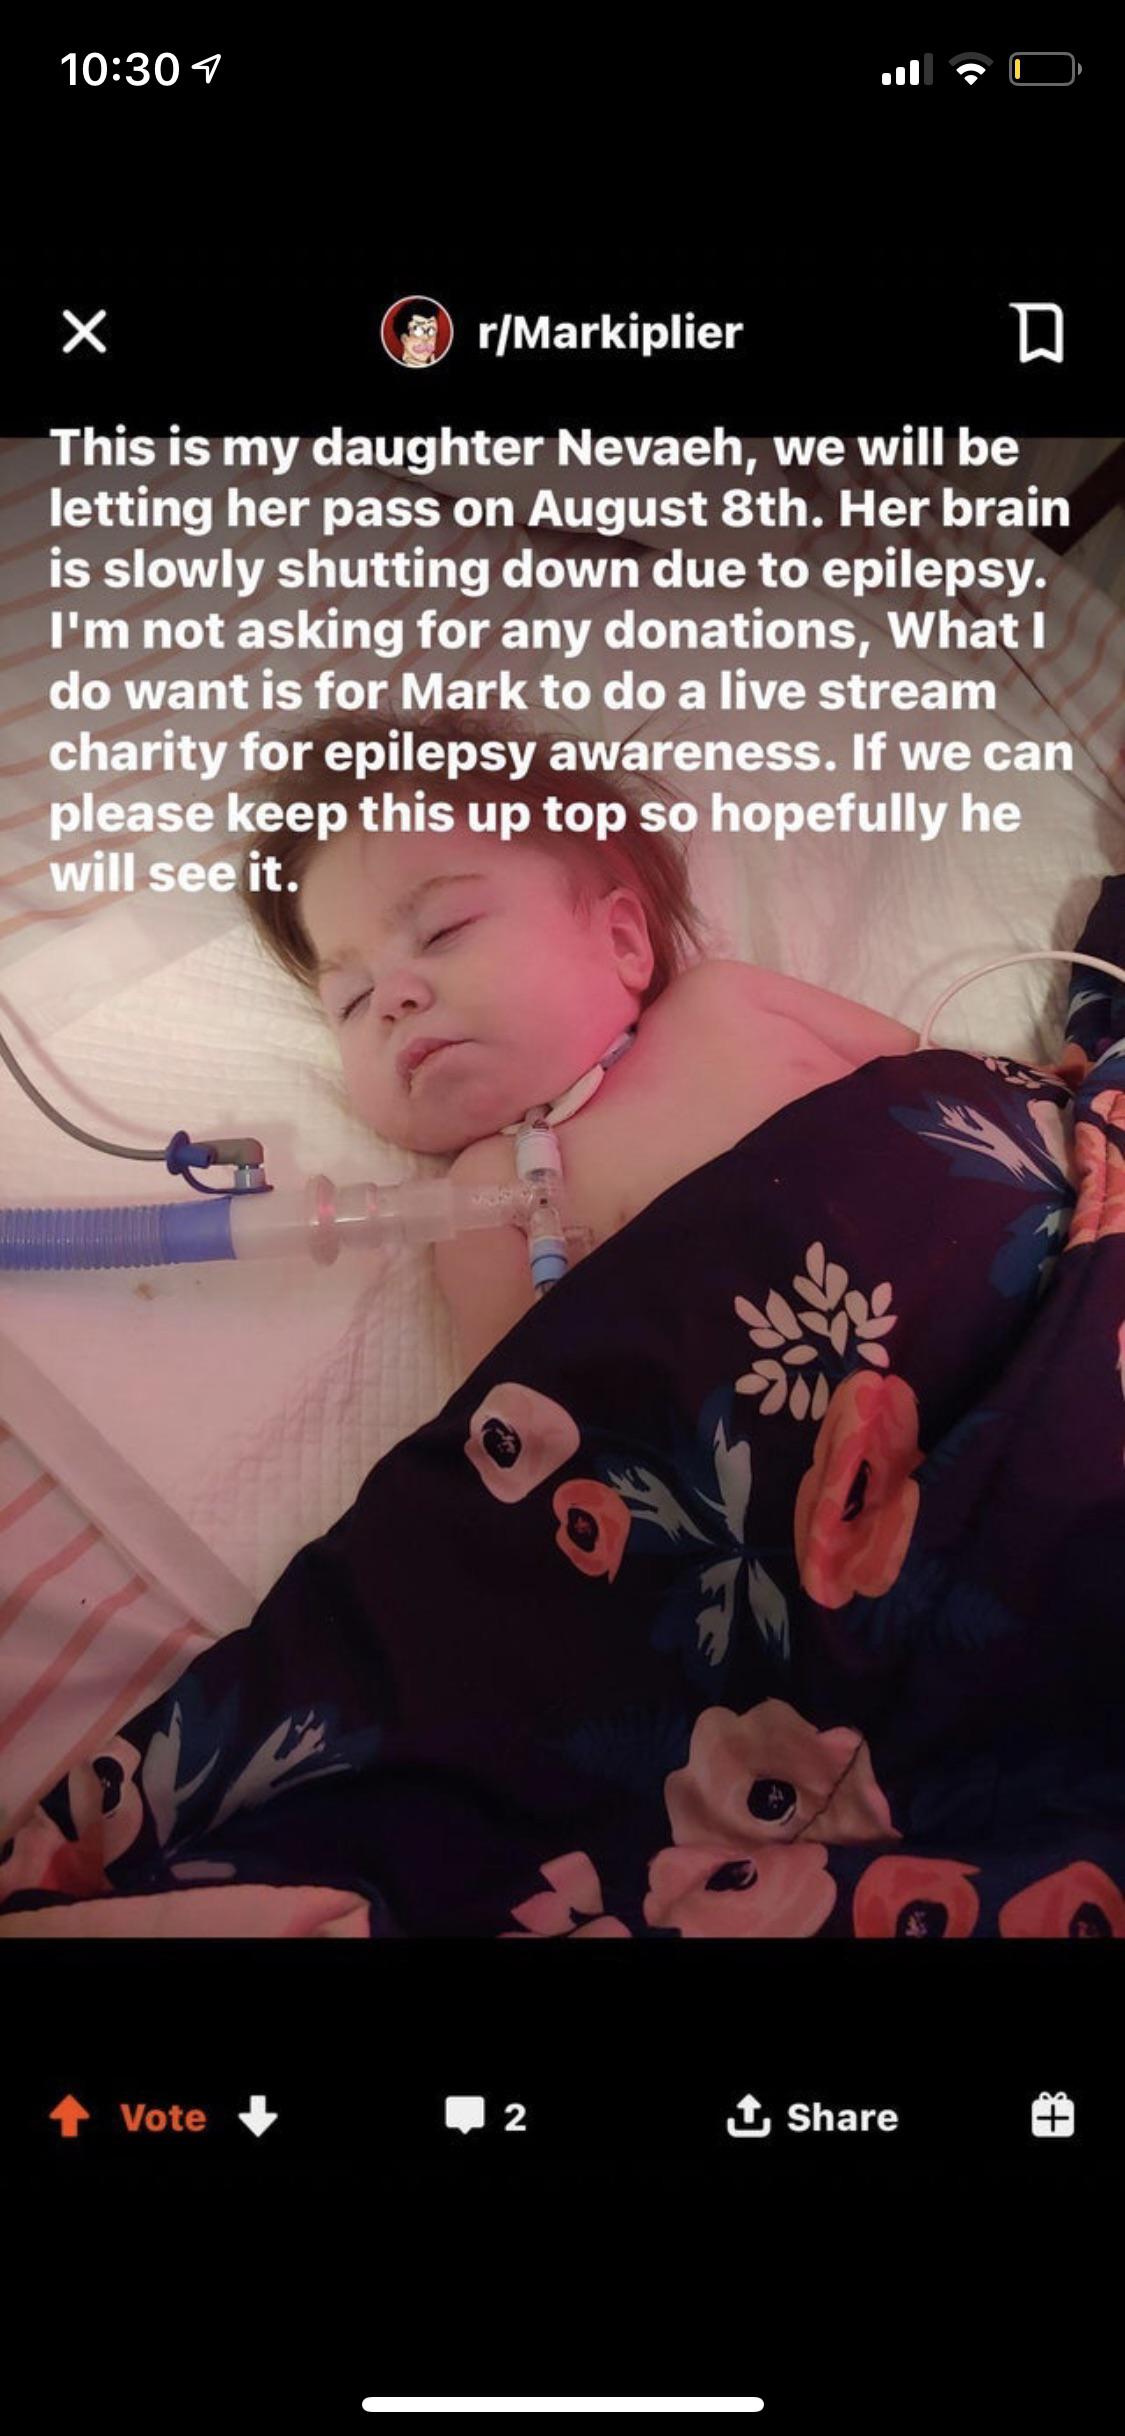 10:30
r/Markiplier
This is my daughter Nevaeh, we will be
letting her pass on August 8th. Her brain
is slowly shutting down due to epilepsy.
I'm not asking for any donations, What I
do want is for Mark to do a live stream
charity for epilepsy awareness. If we can
please keep this up top so hopefully he
will see it.
Vote
2
Share